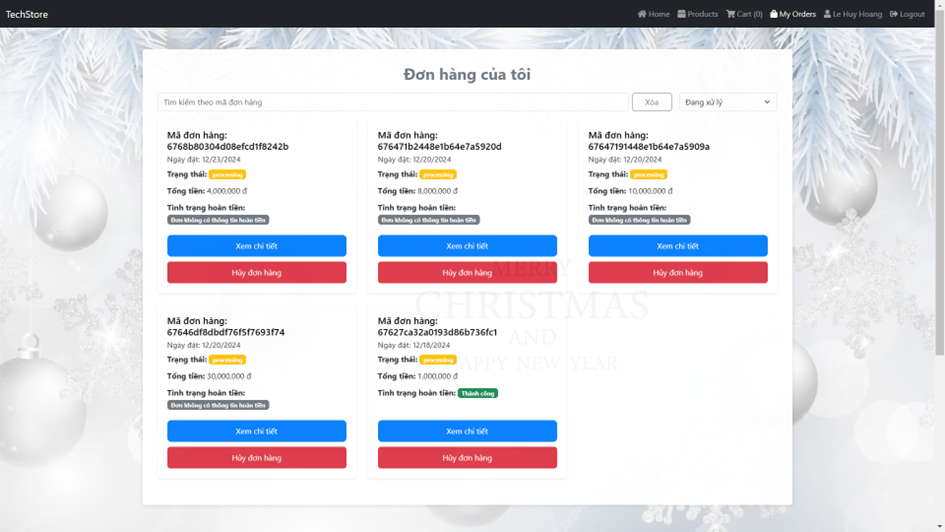 TechStore
Home Products Cart (0) My Orders Le Huy Hoang Logout
Đơn hàng của tôi
Tìm kiếm theo mã đơn hàng Xóa Đang xử lý
Mã đơn hàng:
6768b80304d08efcd1f8242b
Ngày đặt: 12/23/2024
Trạng thái: processing
Tổng tiền: 4,000,000 đ
Tình trạng hoàn tiền:
Đơn không có thông tin hoàn tiền
Xem chi tiết
Hủy đơn hàng
Mã đơn hàng:
676471b2448e1b64e7a5920d
Ngày đặt: 12/20/2024
Trạng thái: processing
Tổng tiền: 8,000,000 đ
Tình trạng hoàn tiền:
Đơn không có thông tin hoàn tiền
Xem chi tiết
Hủy đơn hàng
Mã đơn hàng:
67647191448e1b64e7a5909a
Ngày đặt: 12/20/2024
Trạng thái: processing
Tổng tiền: 10,000,000 đ
Tình trạng hoàn tiền:
Đơn không có thông tin hoàn tiền
Xem chi tiết
Hủy đơn hàng
Mã đơn hàng:
67646df8dbdf76f5f7693f74
Ngày đặt: 12/20/2024
Trạng thái: processing
Tổng tiền: 30,000,000 đ
Tình trạng hoàn tiền:
Đơn không có thông tin hoàn tiền
Xem chi tiết
Hủy đơn hàng
Mã đơn hàng:
67627ca32a0193d86b736fc1
Ngày đặt: 12/18/2024
Trạng thái: processing
Tổng tiền: 1,000,000 đ
Tình trạng hoàn tiền: Thành công
Xem chi tiết
Hủy đơn hàng
MERRY
CHRISTMAS
AND
HAPPY NEW YEAR